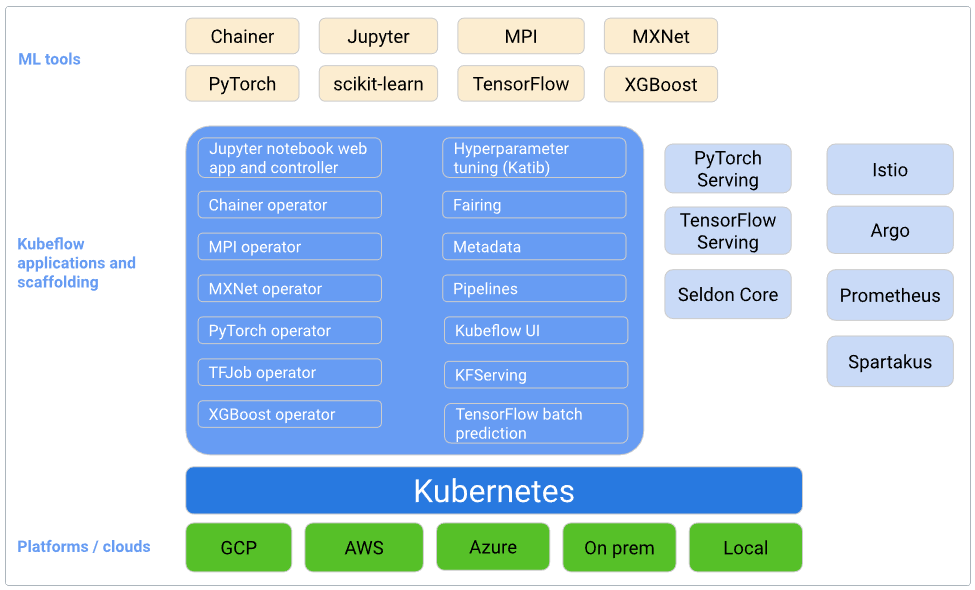 ML tools
Chainer
Jupyter
MPI
MXNet
PyTorch
scikit-learn
TensorFlow
XGBoost
Kubeflow
applications and
scaffolding
Jupyter notebook web
app and controller
Chainer operator
MPI operator
MXNet operator
PyTorch operator
TFJob operator
XGBoost operator
Hyperparameter
tuning (Katib)
Fairing
Metadata
Pipelines
Kubeflow UI
KFServing
TensorFlow batch
prediction
PyTorch
Serving
TensorFlow
Serving
Seldon Core
Istio
Argo
Prometheus
Spartakus
Kubernetes
Platforms / clouds
GCP
AWS
Azure
On prem
Local